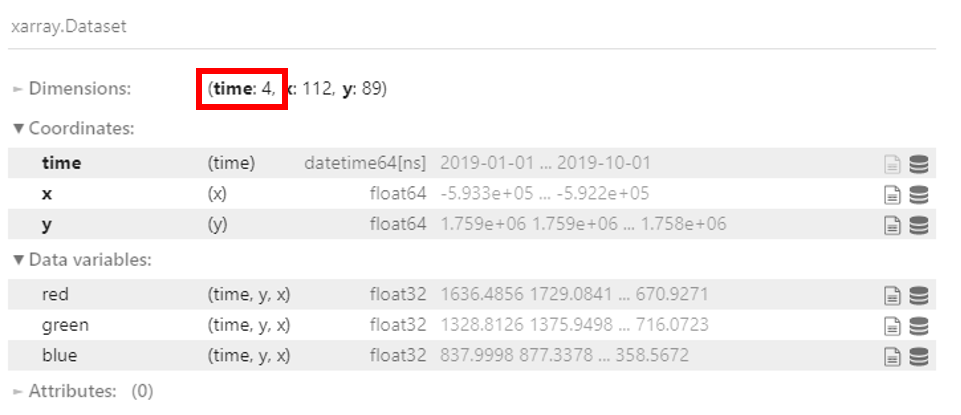 xarray.Dataset
► Dimensions: (time: 4, x: 112, y: 89)
▼ Coordinates:
time (time) datetime64[ns] 2019-01-01 ... 2019-10-01
x (x) float64 -5.933e+05 ... -5.922e+05
y (y) float64 1.759e+06 1.759e+06 ... 1.758e+06
▼ Data variables:
red (time, y, x) float32 1636.4856 1729.0841 ... 670.9271
green (time, y, x) float32 1328.8126 1375.9498 ... 716.0723
blue (time, y, x) float32 837.9998 877.3378 ... 358.5672
► Attributes: (0)